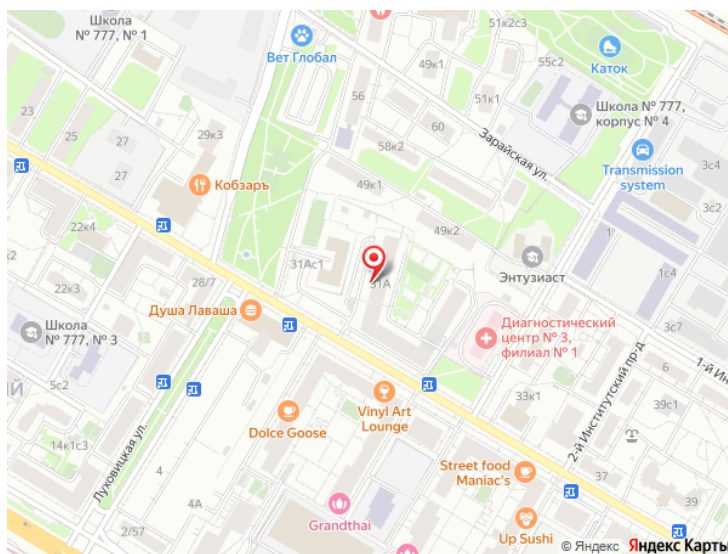 Школа
№ 777, № 1
51к2с3
Вет Глобал
49к1
55с2
Каток
51к1
56
23
25
29к3
60
Школа № 777,
корпус № 4
27
58к2
Зарайская ул.
Transmission
system
27
49к1
Кобзаръ
3с2
3с2
22к4
49к2
1
Энтузиаст
31Ас1
31А
28/7
1с4
22к3
Душа Лаваша
Школа
№ 777, № 3
Диагностический
центр № 3,
филиал № 1
3с7
1-й Ин
5с2
Vinyl Art
Lounge
33к1
2-й Институтский пр-д
39с1
Dolce Goose
14к1с3
Луховицкая ул.
4
Street food
Maniac's
37
4А
39
Grandthai
Up Sushi
2/57
© Яндекс Яндекс Карты